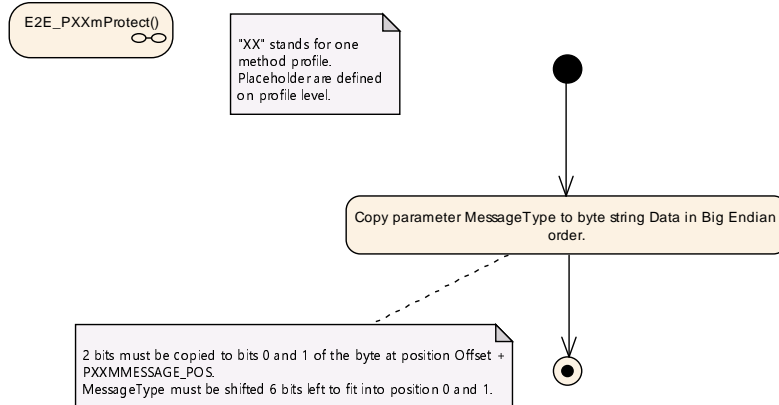 E2E_PXXmProtect()
"XX" stands for one
method profile.
Placeholder are defined
on profile level.
Copy parameter MessageType to byte string Data in Big Endian
order.
2 bits must be copied to bits 0 and 1 of the byte at position Offset +
PXXMMESSAGE_POS.
MessageType must be shifted 6 bits left to fit into position 0 and 1.